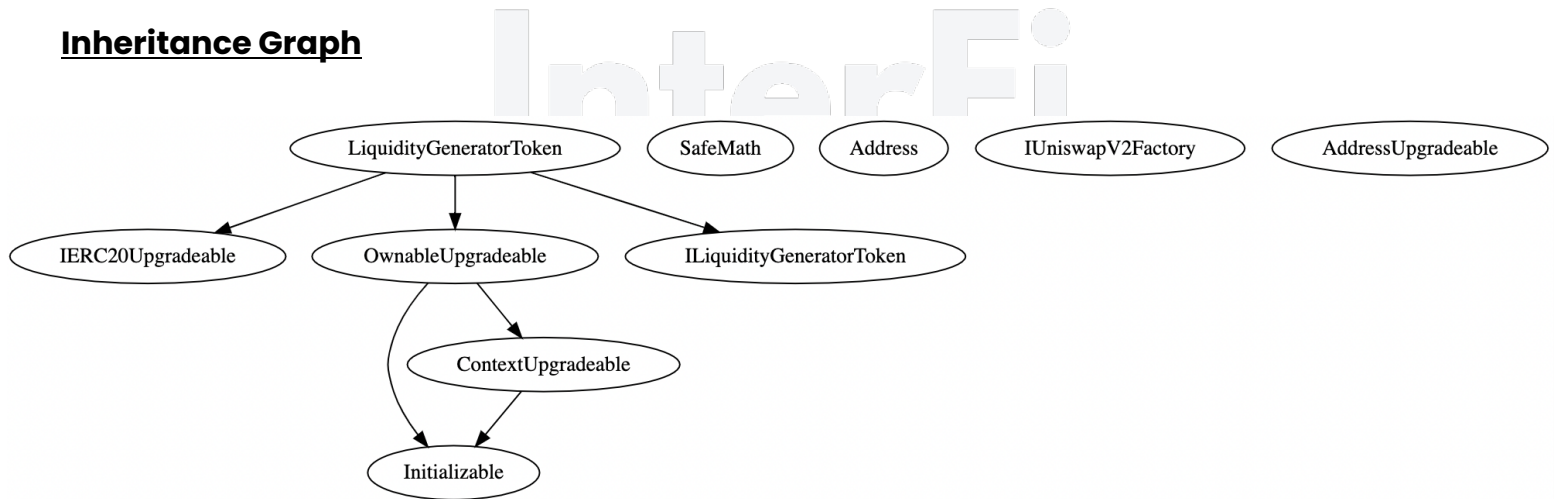 Inheritance Graph
InterFi
LiquidityGeneratorToken
SafeMath
Address
IUniswapV2Factory
AddressUpgradeable
IERC20Upgradeable
OwnableUpgradeable
ILiquidityGeneratorToken
ContextUpgradeable
Initializable